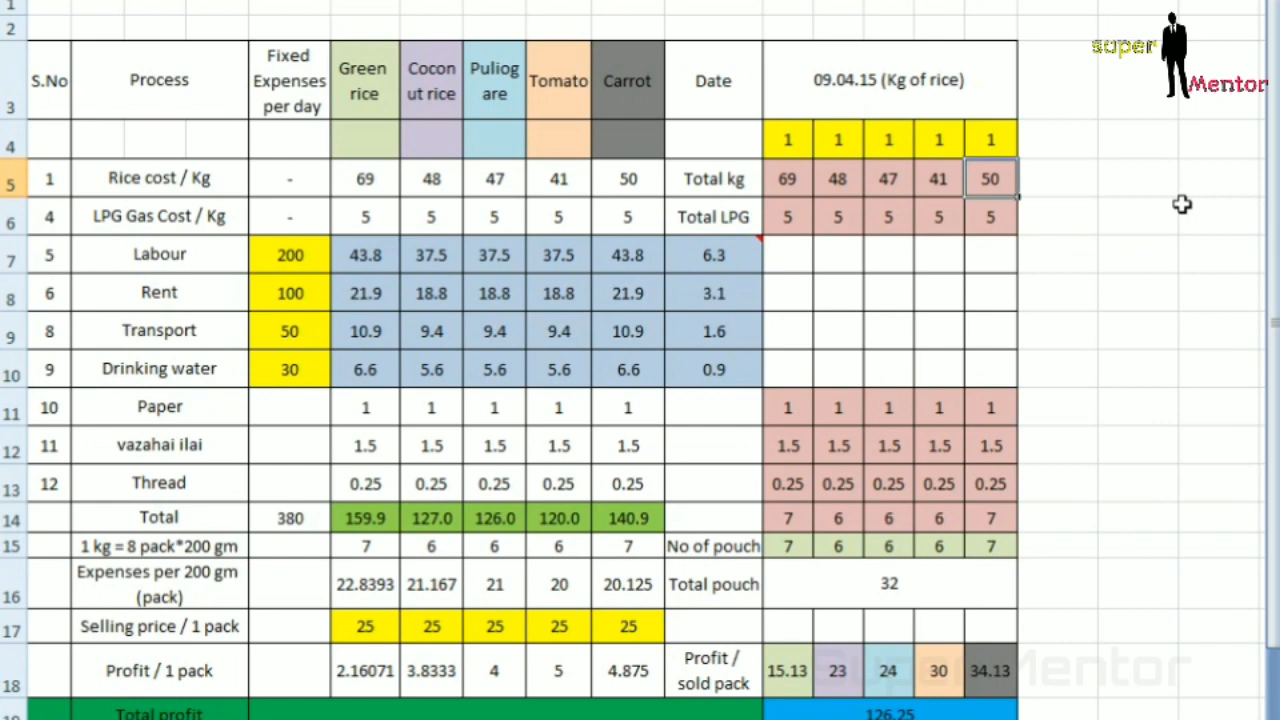 super
Mentor
1
2
S.No Process Fixed Expenses per day Green rice Cocon ut rice Puliog are Tomato Carrot Date 09.04.15 (Kg of rice)
3
4 1 1 1 1 1
5 1 Rice cost / Kg - 69 48 47 41 50 Total kg 69 48 47 41 50
6 4 LPG Gas Cost / Kg - 5 5 5 5 5 Total LPG 5 5 5 5 5
7 5 Labour 200 43.8 37.5 37.5 37.5 43.8 6.3
8 6 Rent 100 21.9 18.8 18.8 18.8 21.9 3.1
9 8 Transport 50 10.9 9.4 9.4 9.4 10.9 1.6
10 9 Drinking water 30 6.6 5.6 5.6 5.6 6.6 0.9
11 10 Paper 1 1 1 1 1 1 1 1 1 1
12 11 vazahai ilai 1.5 1.5 1.5 1.5 1.5 1.5 1.5 1.5 1.5 1.5
13 12 Thread 0.25 0.25 0.25 0.25 0.25 0.25 0.25 0.25 0.25 0.25
14 Total 380 159.9 127.0 126.0 120.0 140.9 7 6 6 6 7
15 1 kg = 8 pack*200 gm 7 6 6 6 7 No of pouch 7 6 6 6 7
16 Expenses per 200 gm (pack) 22.8393 21.167 21 20 20.125 Total pouch 32
17 Selling price / 1 pack 25 25 25 25 25
18 Profit / 1 pack 2.16071 3.8333 4 5 4.875 Profit / sold pack 15.13 23 24 30 34.13
Super Mentor
Total profit 126.25